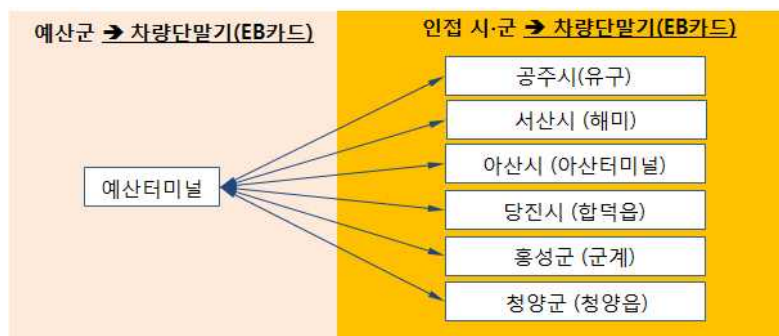 예산군 ➔ 차량단말기(EB카드)
인접 시·군 ➔ 차량단말기(EB카드)
예산터미널
공주시(유구)
서산시 (해미)
아산시 (아산터미널)
당진시 (합덕읍)
홍성군 (군계)
청양군 (청양읍)